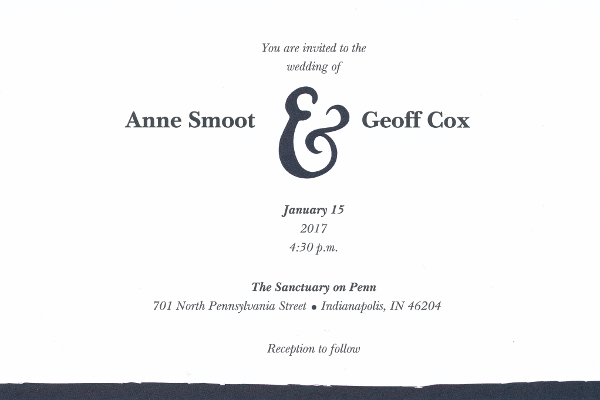 You are invited to the
wedding of
Anne Smoot & Geoff Cox
January 15
2017
4:30 p.m.
The Sanctuary on Penn
701 North Pennsylvania Street • Indianapolis, IN 46204
Reception to follow